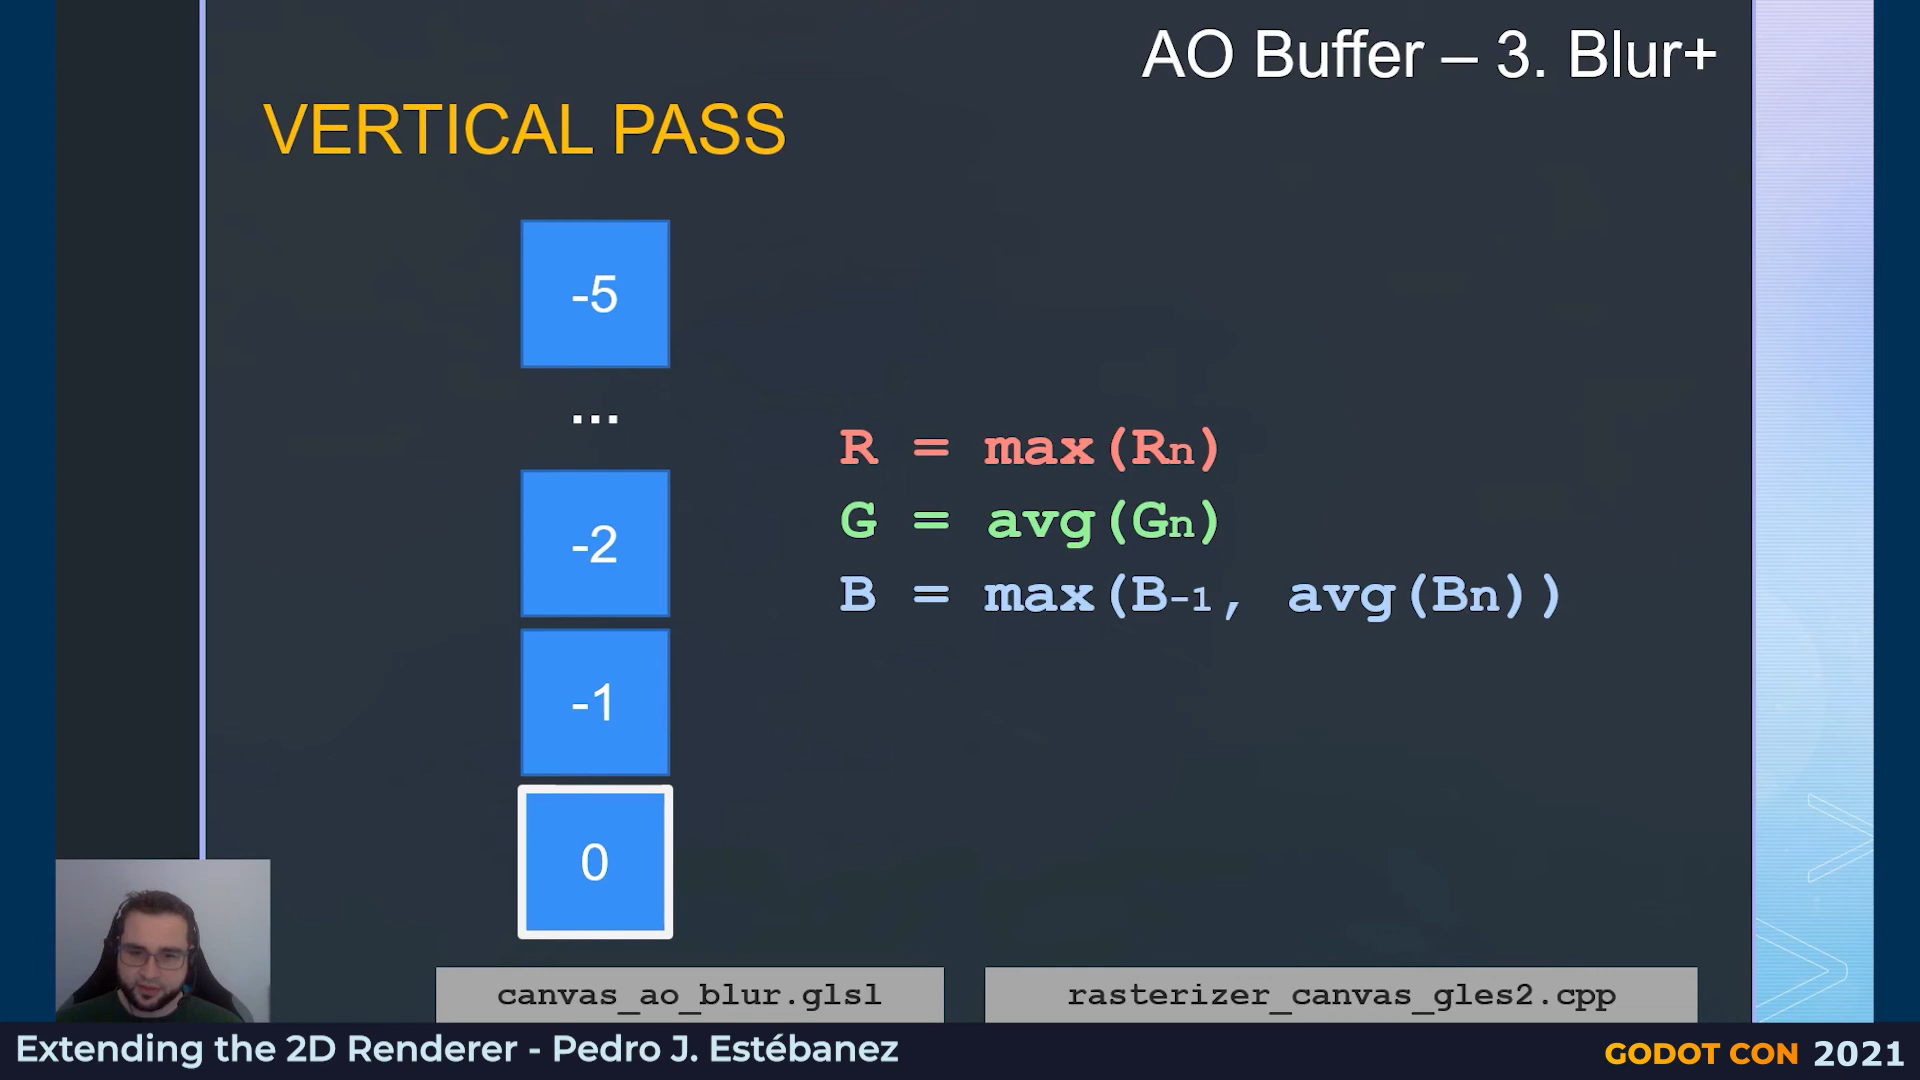 AO Buffer – 3. Blur+
VERTICAL PASS
-5
...
-2
-1
0
R = max(Rn)
G = avg(Gn)
B = max(B-1, avg(Bn))
canvas_ao_blur.glsl
rasterizer_canvas_gles2.cpp
Extending the 2D Renderer - Pedro J. Estébanez
GODOT CON 2021